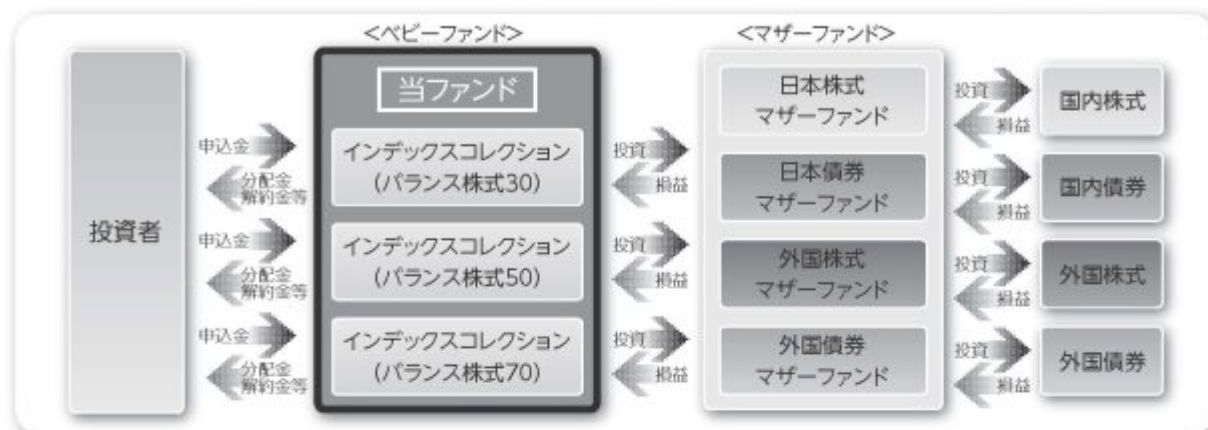 <ベビーファンド>
<マザーファンド>
投資者
申込金
分配金
解約金等
申込金
分配金
解約金等
申込金
分配金
解約金等
当ファンド
インデックスコレクション
(バランス株式30)
インデックスコレクション
(バランス株式50)
インデックスコレクション
(バランス株式70)
投資
損益
投資
損益
投資
損益
日本株式
マザーファンド
日本債券
マザーファンド
外国株式
マザーファンド
外国債券
マザーファンド
投資
損益
投資
損益
投資
損益
投資
損益
国内株式
国内債券
外国株式
外国債券